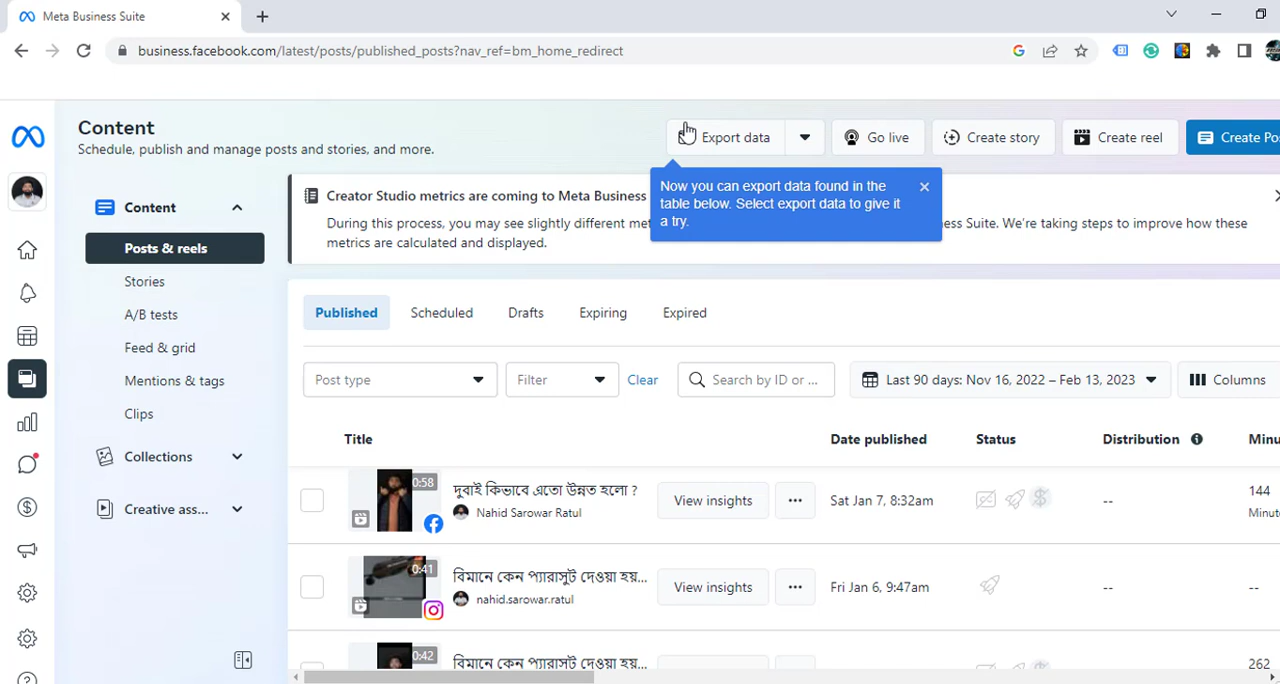 Meta Business Suite
business.facebook.com/latest/posts/published_posts?nav_ref=bm_home_redirect
Content
Schedule, publish and manage posts and stories, and more.
Export data
Go live
Create story
Create reel
Create Po
Now you can export data found in the
table below. Select export data to give it
a try.
Content
Posts & reels
Stories
A/B tests
Feed & grid
Mentions & tags
Clips
Collections
Creative ass...
Creator Studio metrics are coming to Meta Business
During this process, you may see slightly different met
ess Suite. We're taking steps to improve how these
metrics are calculated and displayed.
Published
Scheduled
Drafts
Expiring
Expired
Post type
Filter
Clear
Search by ID or ...
Last 90 days: Nov 16, 2022 – Feb 13, 2023
Columns
Title
Date published
Status
Distribution
Minu
0:58
দুবাই কিভাবে এতো উন্নত হলো ?
Nahid Sarowar Ratul
View insights
Sat Jan 7, 8:32am
--
144
Minute
0:41
বিমানে কেন প্যারাসুট দেওয়া হয়...
nahid.sarowar.ratul
View insights
Fri Jan 6, 9:47am
--
--
0:42
বিমানে কেন প্যারাসুট দেওয়া হয়...
--
262